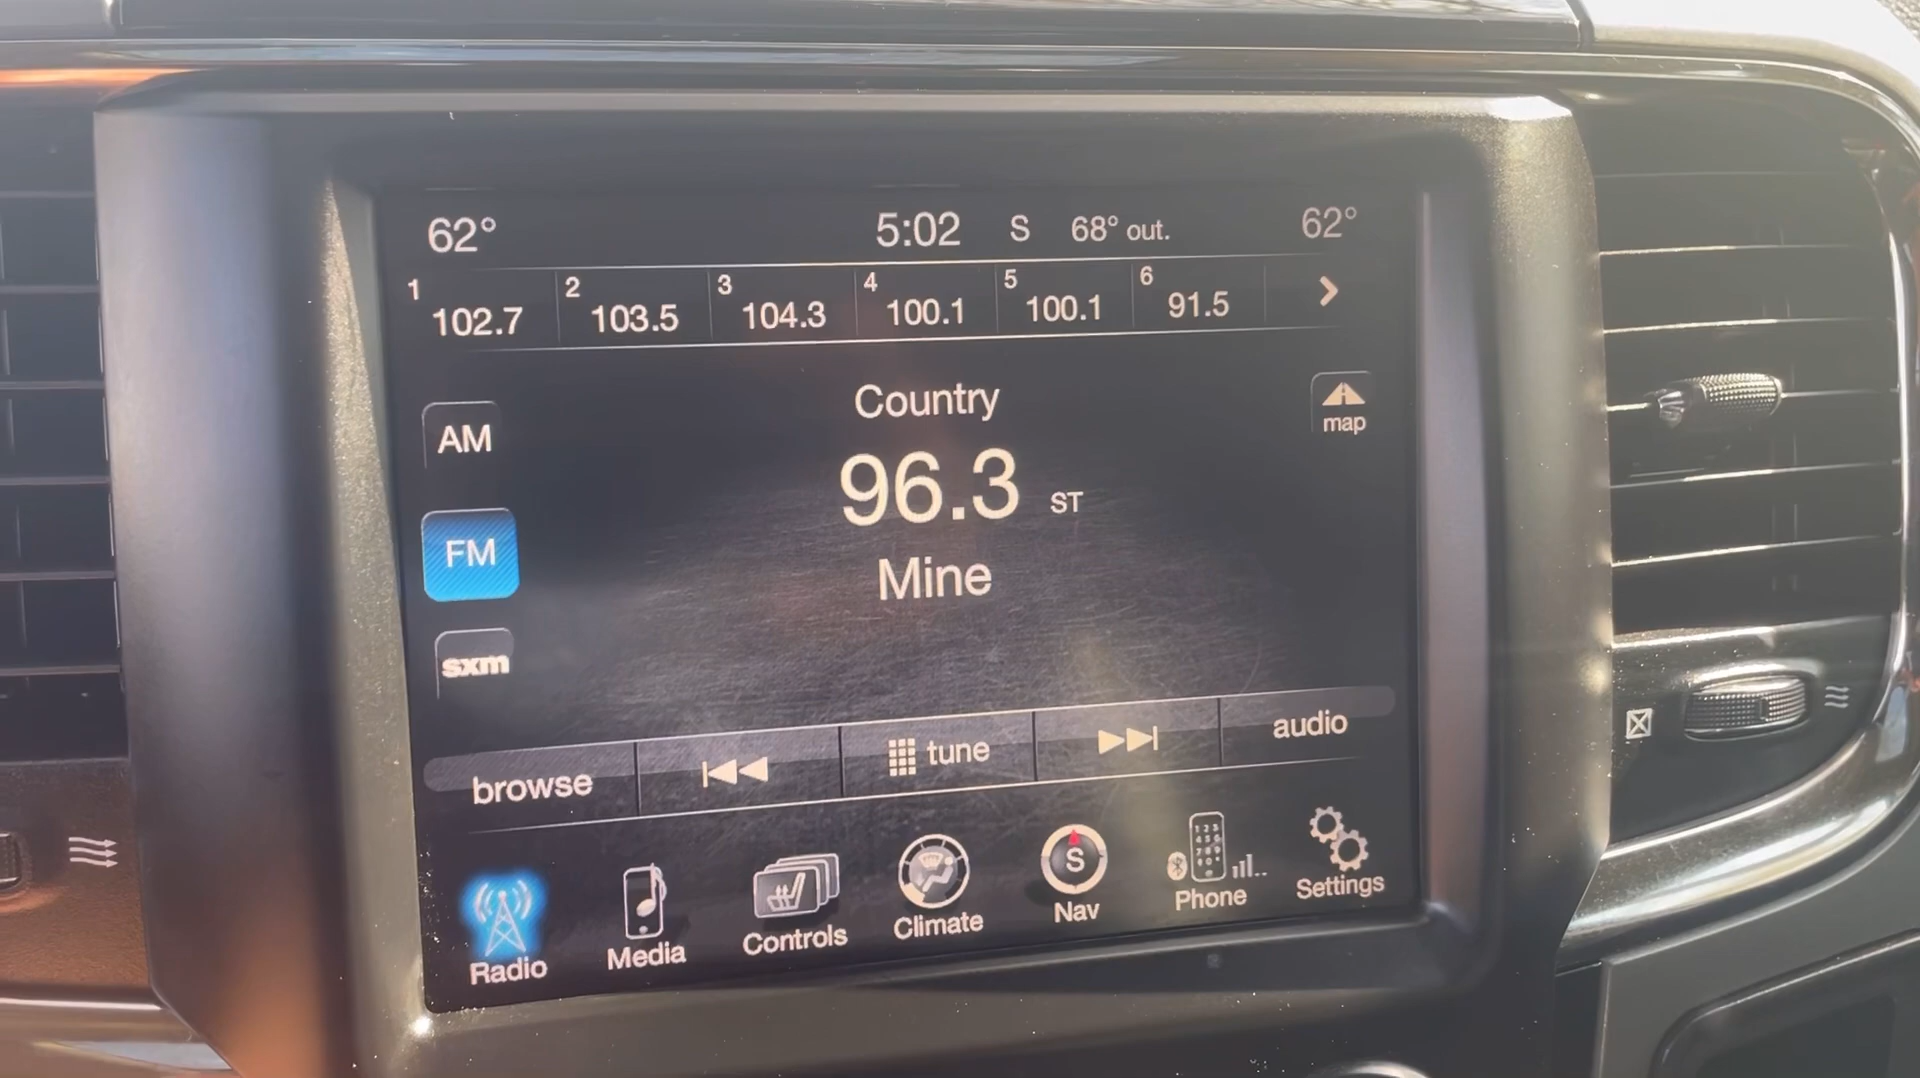 62° 5:02 S 68° out. 62°
1 102.7 2 103.5 3 104.3 4 100.1 5 100.1 6 91.5
Country
map
AM
96.3 ST
FM
Mine
sxm
browse tune audio
Radio Media Controls Climate S Nav Phone Settings